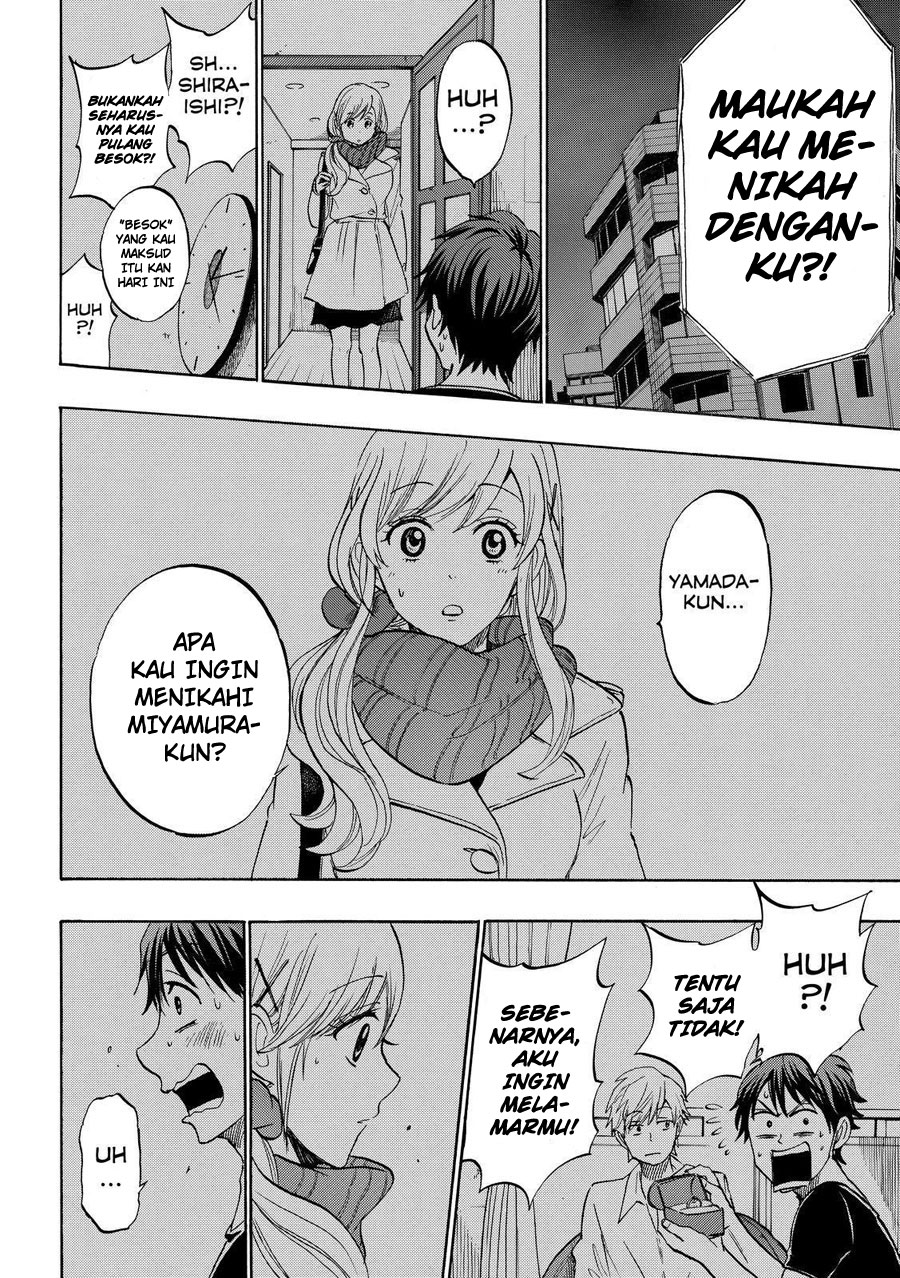 MAUKAH
KAU ME-
NIKAH
DENGAN-
KU?!
HUH
...?
SH...
SHIRA-
ISHI?!
BUKANKAH
SEHARUS-
NYA KAU
PULANG
BESOK?!
"BESOK"
YANG KAU
MAKSUD
ITU KAN
HARI INI
HUH
?!
YAMADA-
KUN...
APA
KAU INGIN
MENIKAHI
MIYAMURA-
KUN?
HUH
?!
TENTU
SAJA
TIDAK!
SEBE-
NARNYA,
AKU
INGIN
MELA-
MARMU!
UH
...